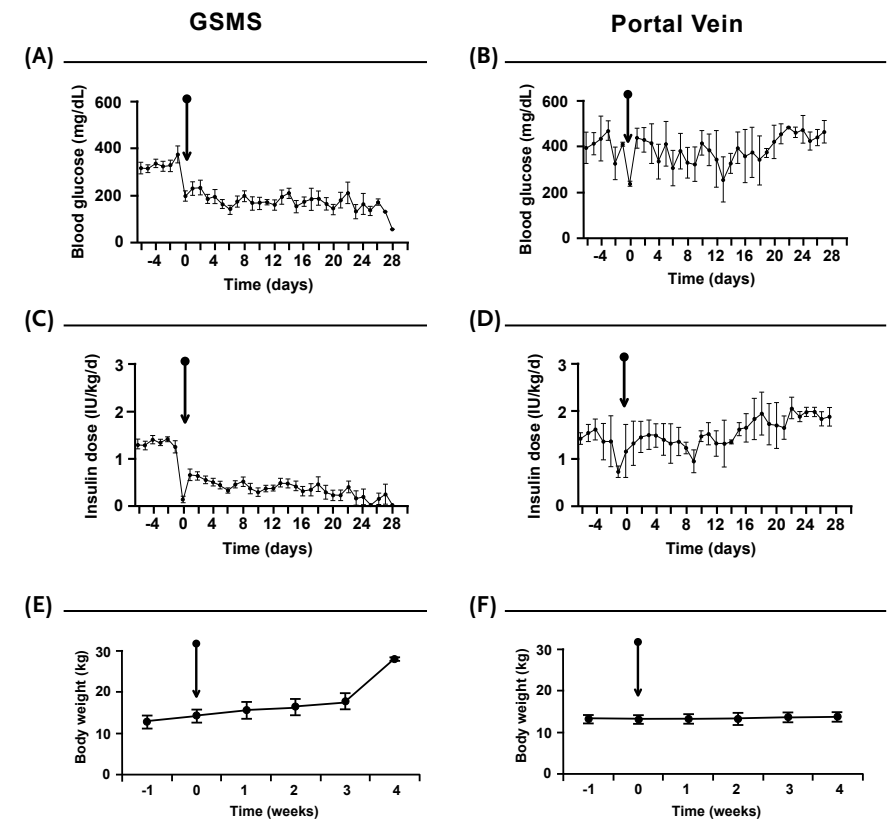 GSMS
Portal Vein
(A)
(B)
Blood glucose (mg/dL)
600
400
200
0
-4 0 4 8 12 16 20 24 28
Time (days)
Blood glucose (mg/dL)
600
400
200
0
-4 0 4 8 12 16 20 24 28
Time (days)
(C)
(D)
Insulin dose (IU/kg/d)
3
2
1
0
-4 0 4 8 12 16 20 24 28
Time (days)
Insulin dose (IU/kg/d)
3
2
1
0
-4 0 4 8 12 16 20 24 28
Time (days)
(E)
(F)
Body weight (kg)
30
20
10
0
-1 0 1 2 3 4
Time (weeks)
Body weight (kg)
30
20
10
0
-1 0 1 2 3 4
Time (weeks)